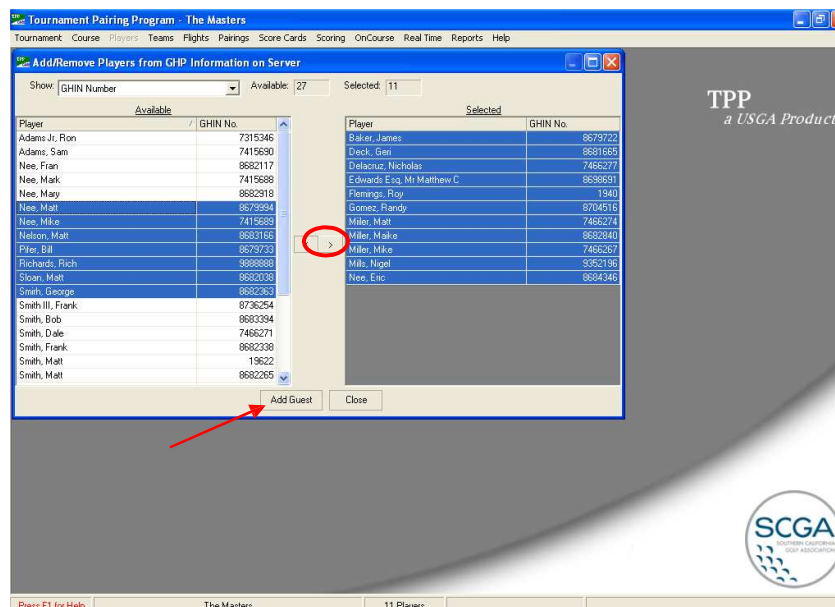 Tournament Pairing Program - The Masters
Tournament Course Players Teams Flights Pairings Score Cards Scoring OnCourse Real Time Reports Help
Add/Remove Players from GHP Information on Server
Show: GHIN Number Available: 27 Selected: 11
Available Selected
Player / GHIN No. Player GHIN No.
Adams Jr, Ron 7315346 Baker, James 8679722
Adams, Sam 7415690 Deck, Geri 8681665
Nee, Fran 8682117 Delacruz, Nicholas 7466277
Nee, Mark 7415688 Edwards Esq, Mr Matthew C 8698691
Nee, Mary 8682918 Flemings, Roy 1940
Nee, Matt 8679994 Gomez, Randy 8704516
Nee, Mike 7415689 Miler, Matt 7466274
Nelson, Matt 8683166 Miller, Maike 8682840
Pifer, Bill 8679733 > Miller, Mike 7466267
Richards, Rich 9888888 Mills, Nigel 9352196
Sloan, Matt 8682038 Nee, Eric 8684346
Smith, George 8682363
Smith III, Frank 8736254
Smith, Bob 8683394
Smith, Dale 7466271
Smith, Frank 8682338
Smith, Matt 19622
Smith, Matt 8682265
Add Guest Close
TPP
a USGA Product
SCGA
SOUTHERN CALIFORNIA
GOLF ASSOCIATION
Press F1 for Help The Masters 11 Players